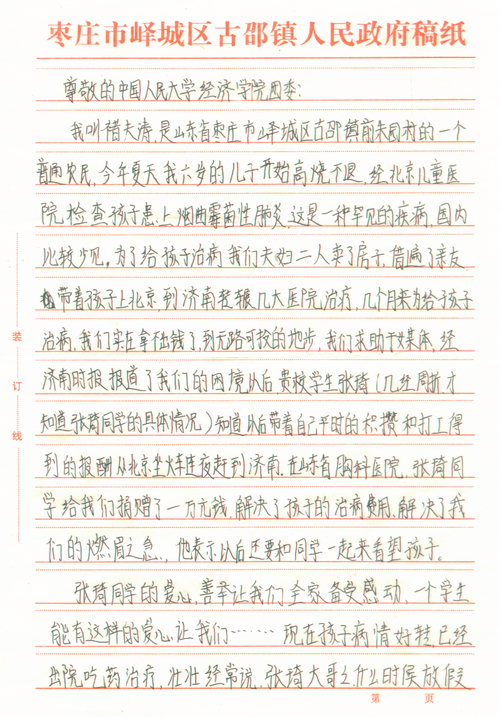 枣庄市峄城区古邵镇人民政府稿纸
尊敬的中国人民大学经济学院团委:
我叫褚夫涛,是山东省枣庄市峄城区古邵镇前朱园村的一个
普通农民,今年夏天我六岁的儿子开始高烧不退,经北京儿童医
院检查孩子患上烟曲霉菌性肺炎,这是一种罕见的疾病,国内
比较少见,为了给孩子治病我们夫妇二人卖了房子,借遍了亲友
带着孩子上北京,到济南 几大医院治疗,几个月来为给孩子
治病,我们实在拿不出钱了,到无路可投的地步,我们求助于媒体,经
济南时报报道了我们的困境以后,贵校学生张琦(几经周折才
知道张琦同学的具体情况)知道以后带着自己平时的积攒和打工得
到的报酬从北京坐火车连夜赶到济南.在山东省胸科医院,张琦同
学给我们捐赠了一万元钱,解决了孩子的治病费用,解决了我
们的燃眉之急,他表示以后还要和同学一起来看望孩子。
张琦同学的爱心,善举让我们全家备受感动,一个学生
能有这样的爱心让我们……现在孩子病情好转已经
出院吃药治疗,壮壮经常说,张琦大哥之什么时侯放假
装
订
线
第 页